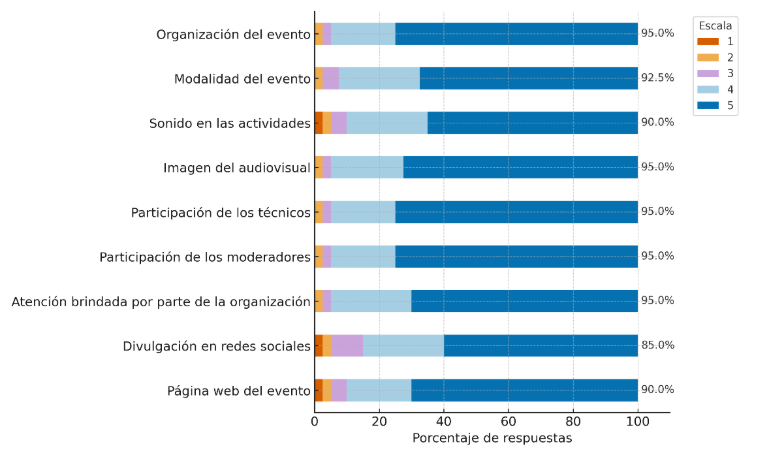 Organización del evento 95.0%
Modalidad del evento 92.5%
Sonido en las actividades 90.0%
Imagen del audiovisual 95.0%
Participación de los técnicos 95.0%
Participación de los moderadores 95.0%
Atención brindada por parte de la organización 95.0%
Divulgación en redes sociales 85.0%
Página web del evento 90.0%
0 20 40 60 80 100
Porcentaje de respuestas
Escala
1
2
3
4
5